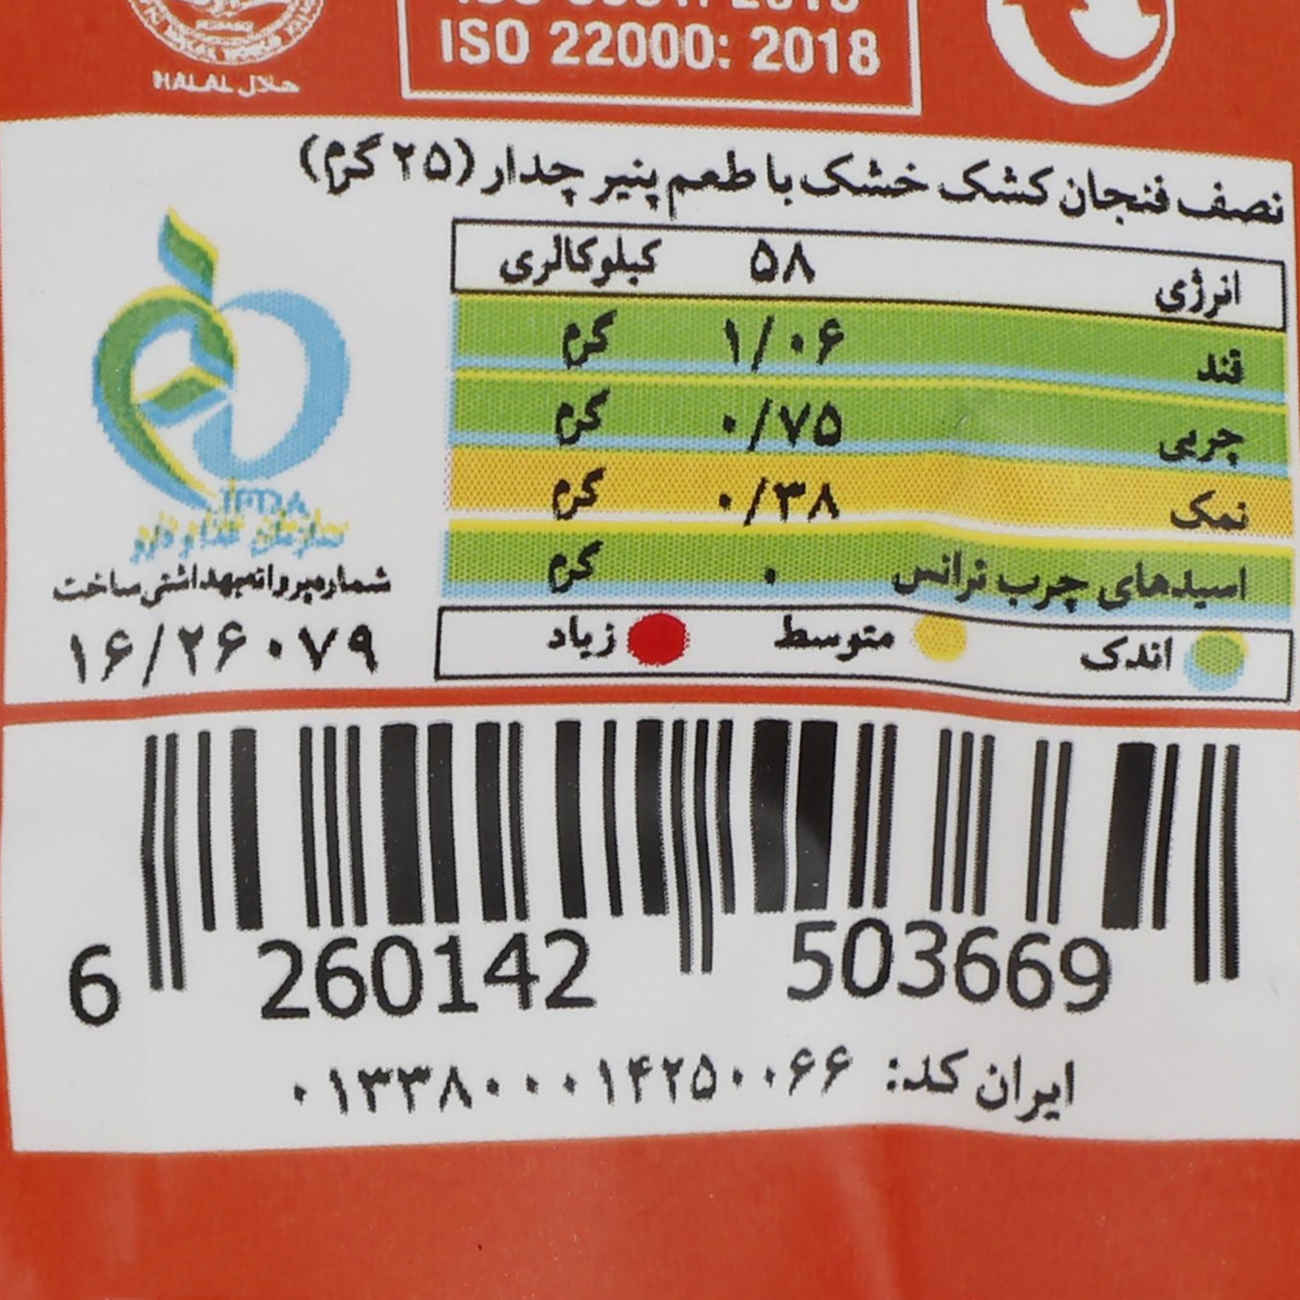 ISO 22000: 2018
HALAL حلال
نصف فنجان کشک خشک با طعم پنیر چدار (۲۵ گرم)
انرژی ۵۸ کیلوکالری
قند ۱/۰۶ گرم
چربی ۰/۷۵ گرم
نمک ۰/۳۸ گرم
اسیدهای چرب ترانس ۰ گرم
اندک متوسط زیاد
IFDA
سازمان غذا و دارو
شماره پروانه بهداشتی ساخت
۱۶/۲۶۰۷۹
6 260142 503669
ایران کد: ۰۱۳۳۸۰۰۰۱۴۲۵۰۰۶۶